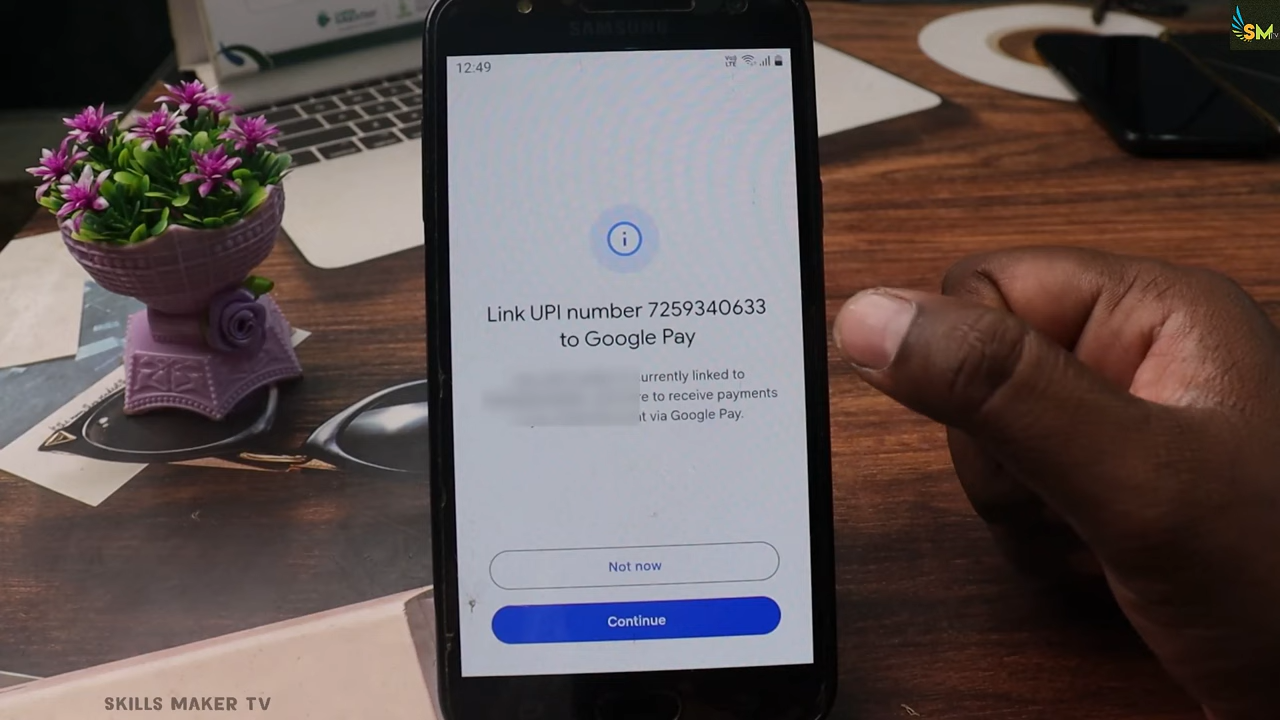 SAMSUNG
SM
12:49
Link UPI number 7259340633
to Google Pay
urrently linked to
re to receive payments
t via Google Pay.
Not now
Continue
SKILLS MAKER TV